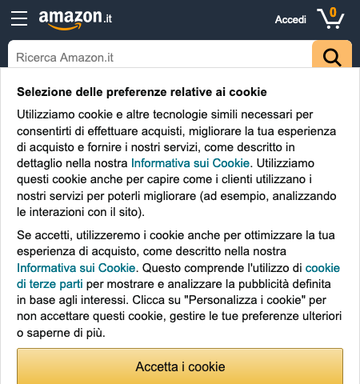 amazon.it
Accedi
0
Ricerca Amazon.it
Selezione delle preferenze relative ai cookie
Utilizziamo cookie e altre tecnologie simili necessari per
consentirti di effettuare acquisti, migliorare la tua esperienza
di acquisto e fornire i nostri servizi, come descritto in
dettaglio nella nostra Informativa sui Cookie. Utilizziamo
questi cookie anche per capire come i clienti utilizzano i
nostri servizi per poterli migliorare (ad esempio, analizzando
le interazioni con il sito).
Se accetti, utilizzeremo i cookie anche per ottimizzare la tua
esperienza di acquisto, come descritto nella nostra
Informativa sui Cookie. Questo comprende l'utilizzo di cookie
di terze parti per mostrare e analizzare la pubblicità definita
in base agli interessi. Clicca su "Personalizza i cookie" per
non accettare questi cookie, gestire le tue preferenze ulteriori
o saperne di più.
Accetta i cookie